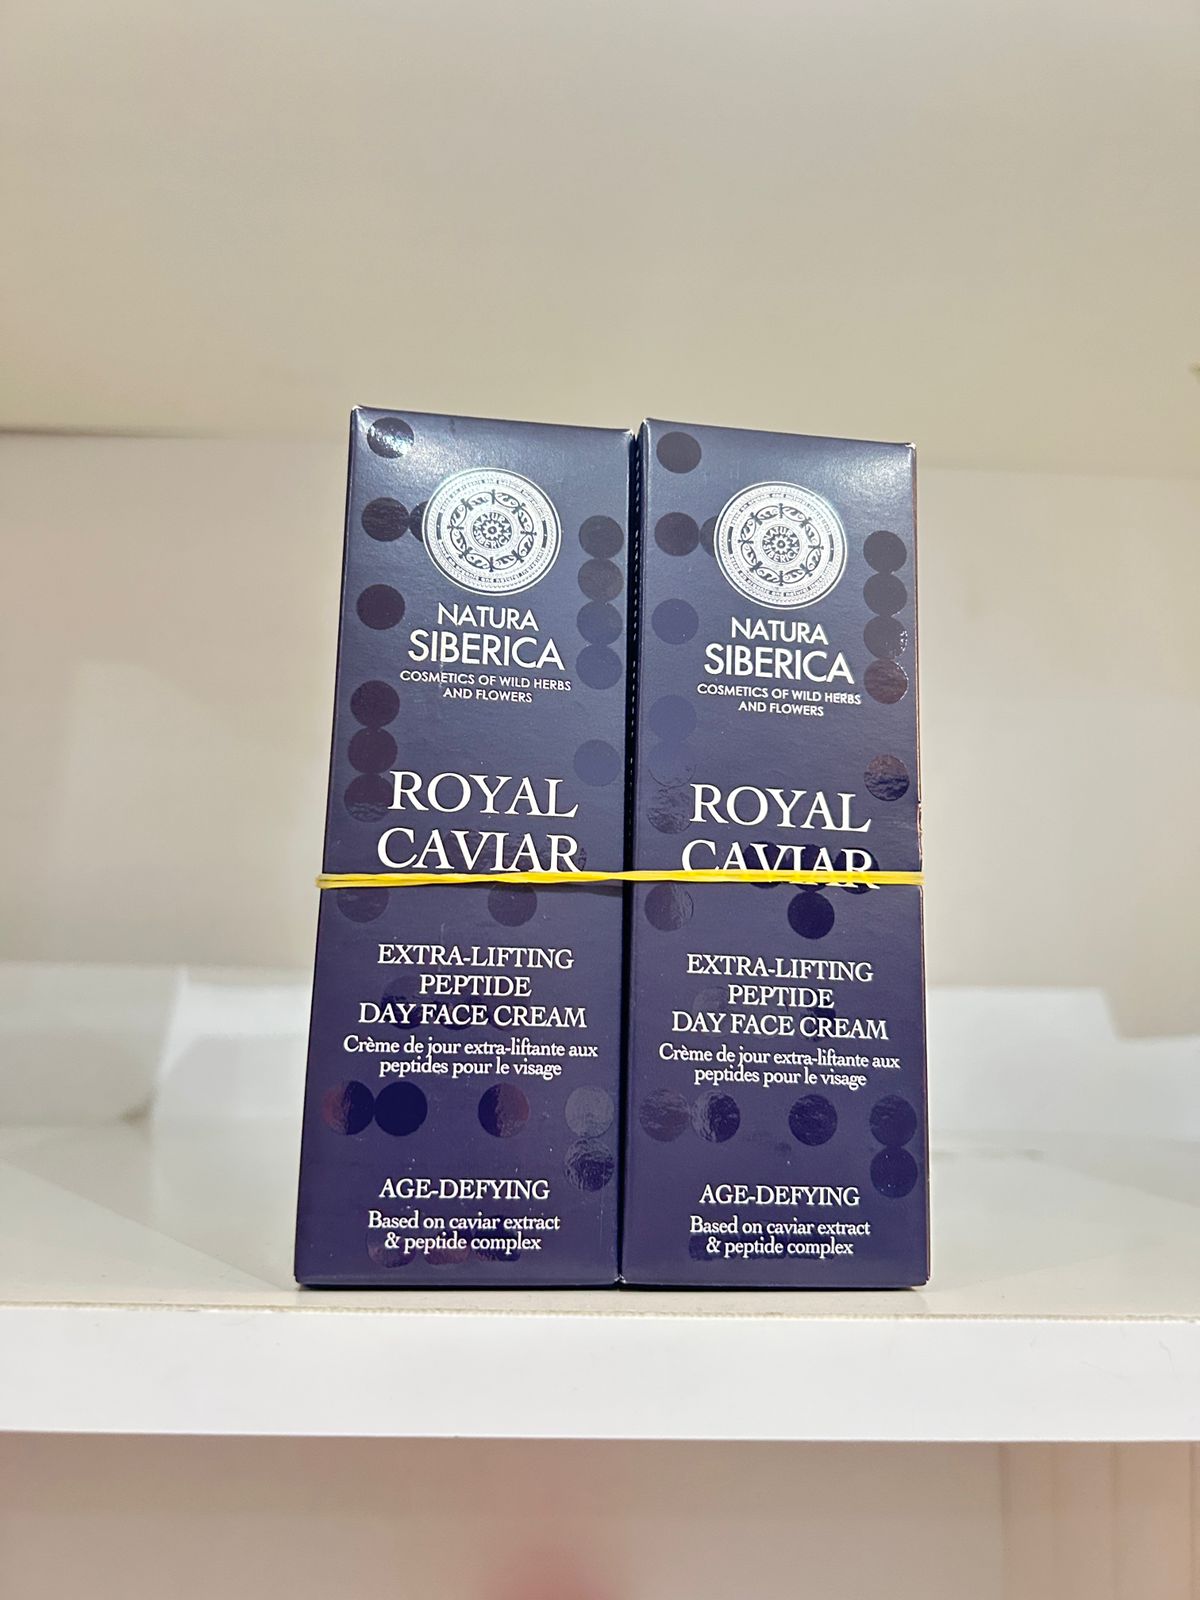 NATURA
SIBERICA
COSMETICS OF WILD HERBS
AND FLOWERS
ROYAL
CAVIAR
EXTRA-LIFTING
PEPTIDE
DAY FACE CREAM
Crème de jour extra-liftante aux
peptides pour le visage
AGE-DEFYING
Based on caviar extract
& peptide complex
NATURA
SIBERICA
COSMETICS OF WILD HERBS
AND FLOWERS
ROYAL
CAVIAR
EXTRA-LIFTING
PEPTIDE
DAY FACE CREAM
Crème de jour extra-liftante aux
peptides pour le visage
AGE-DEFYING
Based on caviar extract
& peptide complex